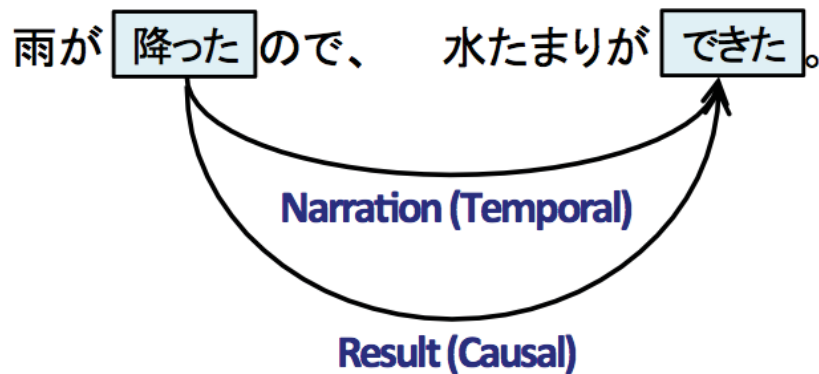 雨が 降った ので、 水たまりが できた 。
Narration (Temporal)
Result (Causal)